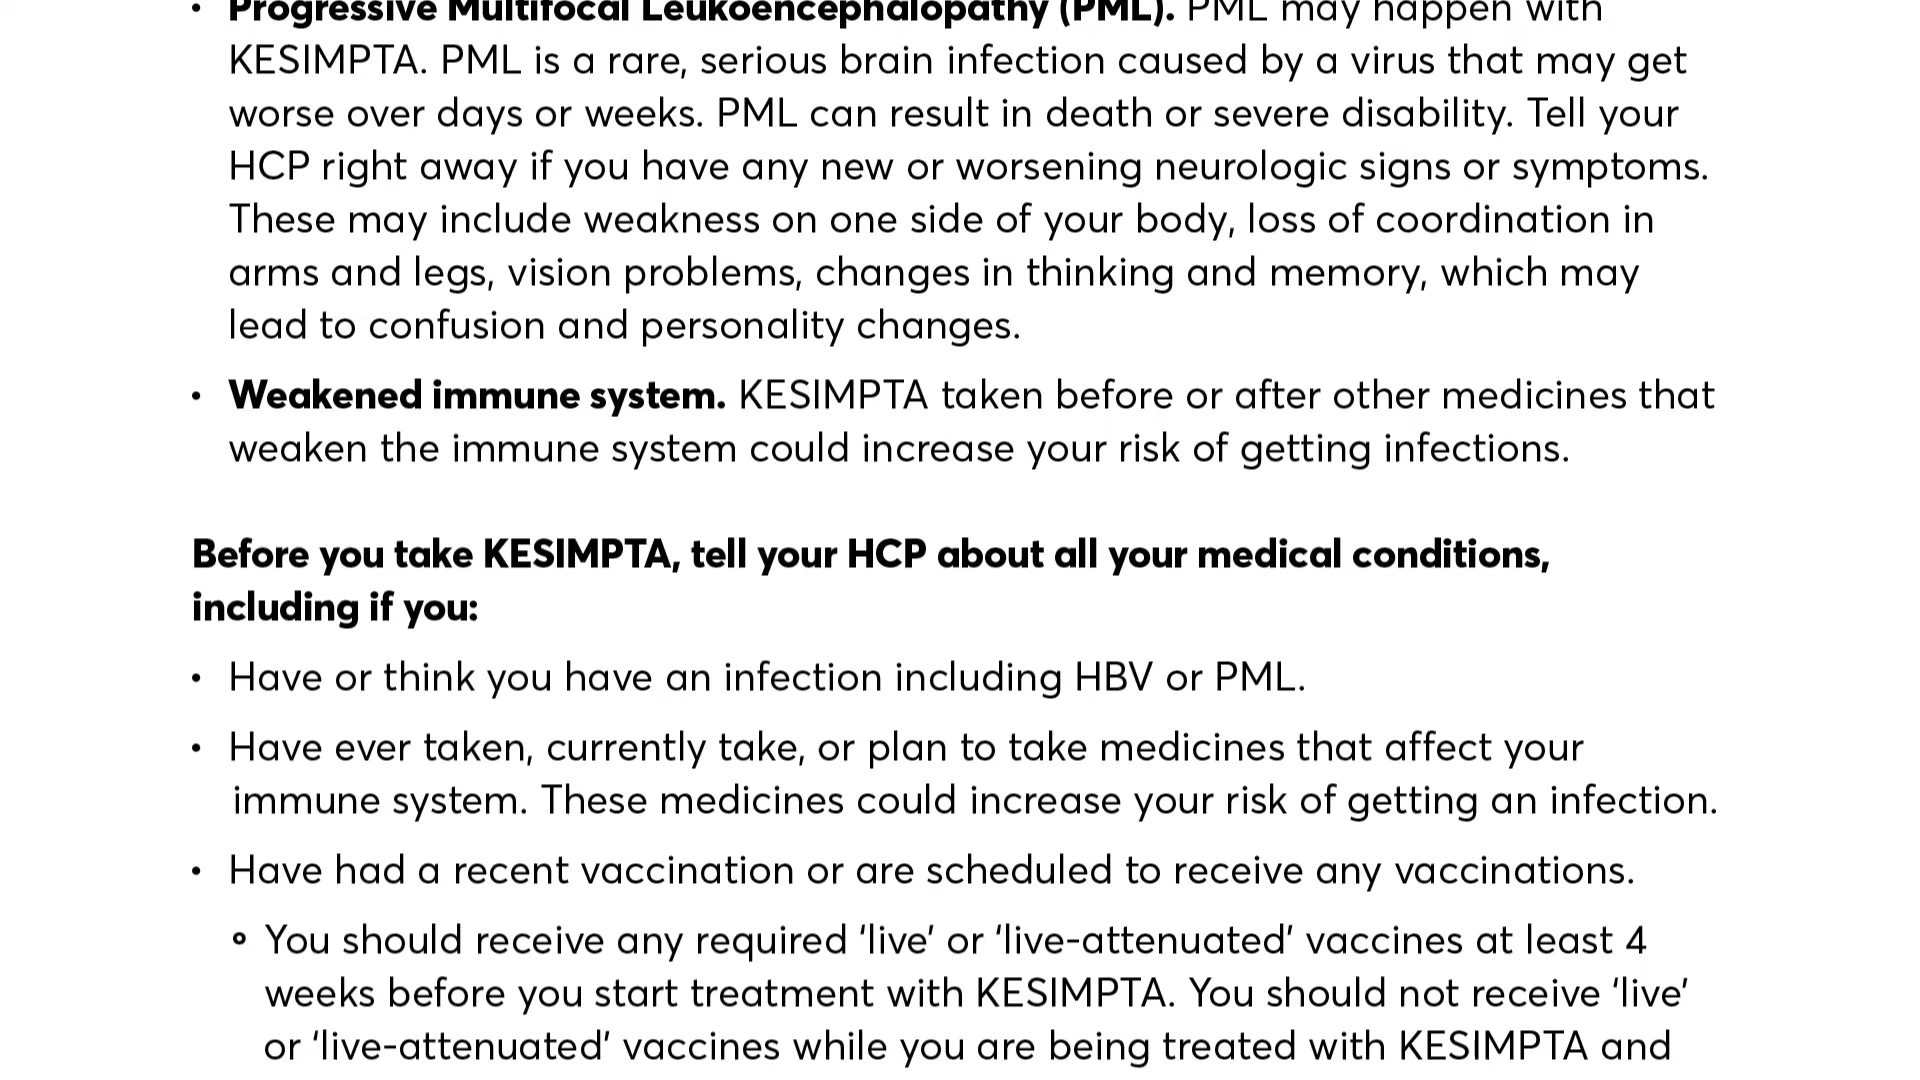 • Progressive Multifocal Leukoencephalopathy (PML). PML may happen with
KESIMPTA. PML is a rare, serious brain infection caused by a virus that may get
worse over days or weeks. PML can result in death or severe disability. Tell your
HCP right away if you have any new or worsening neurologic signs or symptoms.
These may include weakness on one side of your body, loss of coordination in
arms and legs, vision problems, changes in thinking and memory, which may
lead to confusion and personality changes.
• Weakened immune system. KESIMPTA taken before or after other medicines that
weaken the immune system could increase your risk of getting infections.
Before you take KESIMPTA, tell your HCP about all your medical conditions,
including if you:
• Have or think you have an infection including HBV or PML.
• Have ever taken, currently take, or plan to take medicines that affect your
immune system. These medicines could increase your risk of getting an infection.
• Have had a recent vaccination or are scheduled to receive any vaccinations.
∘ You should receive any required ‘live’ or ‘live-attenuated’ vaccines at least 4
weeks before you start treatment with KESIMPTA. You should not receive ‘live’
or ‘live-attenuated’ vaccines while you are being treated with KESIMPTA and